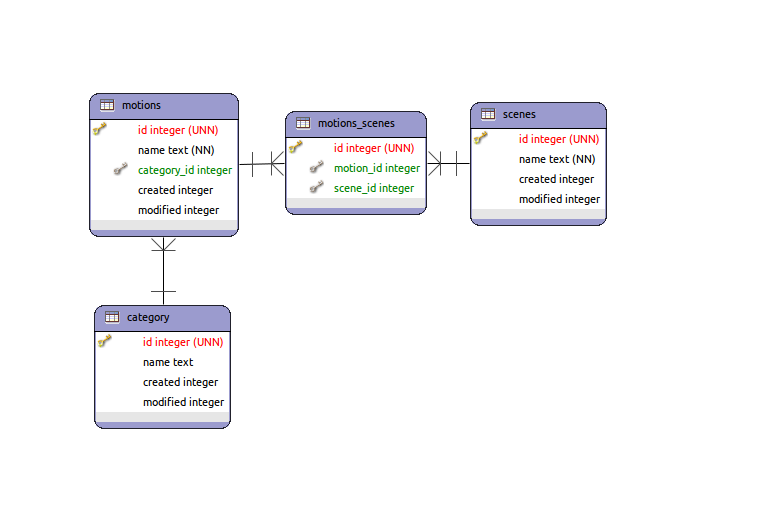 motions
id integer (UNN)
name text (NN)
category_id integer
created integer
modified integer
motions_scenes
id integer (UNN)
motion_id integer
scene_id integer
scenes
id integer (UNN)
name text (NN)
created integer
modified integer
category
id integer (UNN)
name text
created integer
modified integer